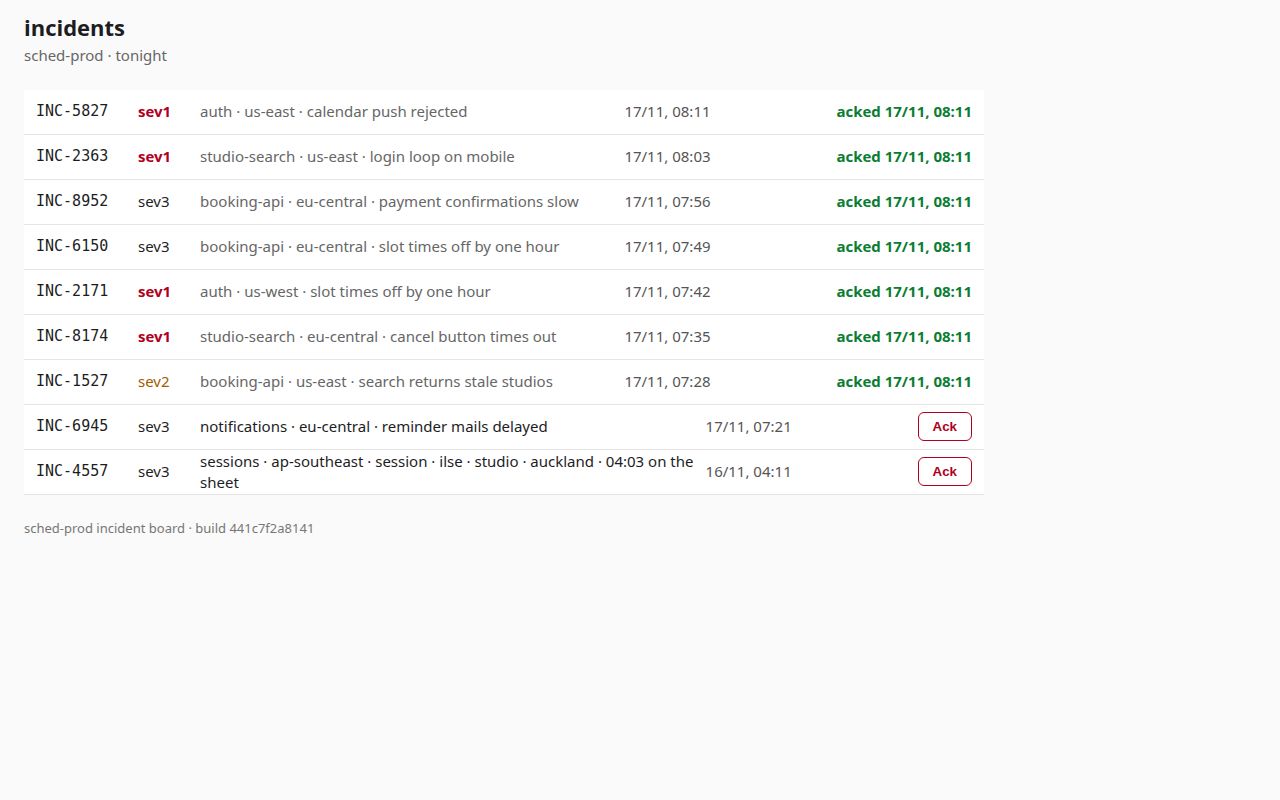 incidents
sched-prod · tonight
INC-5827 sev1 auth · us-east · calendar push rejected 17/11, 08:11 acked 17/11, 08:11
INC-2363 sev1 studio-search · us-east · login loop on mobile 17/11, 08:03 acked 17/11, 08:11
INC-8952 sev3 booking-api · eu-central · payment confirmations slow 17/11, 07:56 acked 17/11, 08:11
INC-6150 sev3 booking-api · eu-central · slot times off by one hour 17/11, 07:49 acked 17/11, 08:11
INC-2171 sev1 auth · us-west · slot times off by one hour 17/11, 07:42 acked 17/11, 08:11
INC-8174 sev1 studio-search · eu-central · cancel button times out 17/11, 07:35 acked 17/11, 08:11
INC-1527 sev2 booking-api · us-east · search returns stale studios 17/11, 07:28 acked 17/11, 08:11
INC-6945 sev3 notifications · eu-central · reminder mails delayed 17/11, 07:21 Ack
INC-4557 sev3 sessions · ap-southeast · session · ilse · studio · auckland · 04:03 on the
sheet 16/11, 04:11 Ack
sched-prod incident board · build 441c7f2a8141